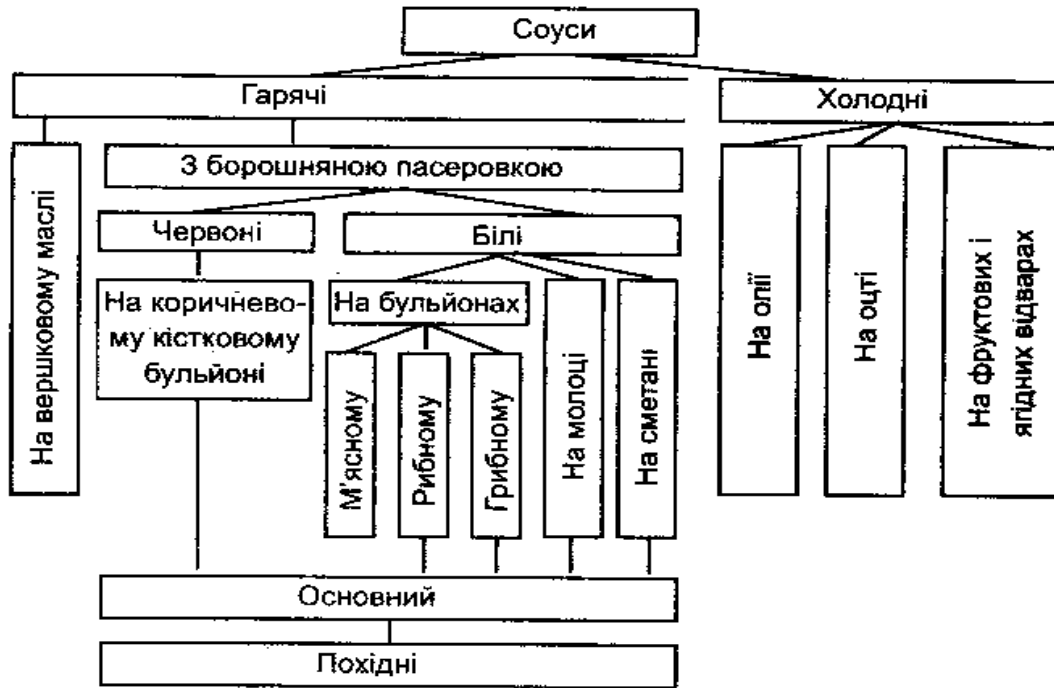 Соуси
Гарячі
Холодні
На вершковому маслі
З борошняною пасеровкою
Червоні
Білі
На коричнево-
му кістковому
бульйоні
На бульйонах
М'ясному
Рибному
Грибному
На молоці
На сметані
На олії
На оцті
На фруктових і
ягідних відварах
Основний
Похідні